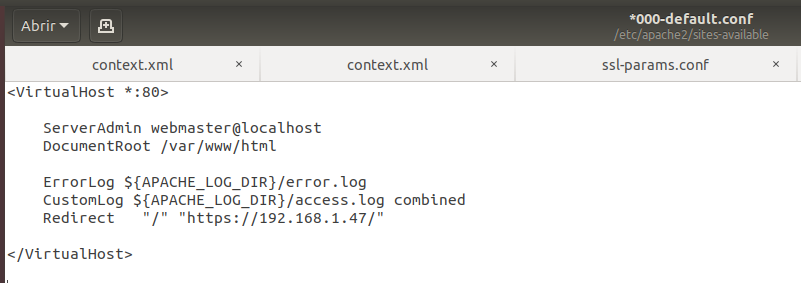 Abrir
*000-default.conf
/etc/apache2/sites-available
context.xml × context.xml × ssl-params.conf ×
<VirtualHost *:80>
ServerAdmin webmaster@localhost
DocumentRoot /var/www/html
ErrorLog ${APACHE_LOG_DIR}/error.log
CustomLog ${APACHE_LOG_DIR}/access.log combined
Redirect "/" "https://192.168.1.47/"
</VirtualHost>